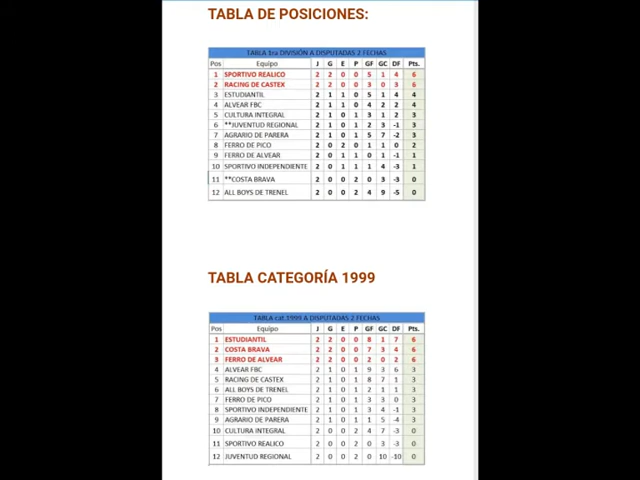 TABLA DE POSICIONES:
TABLA 1ra DIVISIÓN A DISPUTADAS 2 FECHAS
Pos Equipo J G E P GF GC DF Pts.
1 SPORTIVO REALICO 2 2 0 0 5 1 4 6
2 RACING DE CASTEX 2 2 0 0 3 0 3 6
3 ESTUDIANTIL 2 1 1 0 5 1 4 4
4 ALVEAR FBC 2 1 1 0 4 2 2 4
5 CULTURA INTEGRAL 2 1 0 1 3 1 2 3
6 **JUVENTUD REGIONAL 2 1 0 1 2 3 -1 3
7 AGRARIO DE PARERA 2 1 0 1 5 7 -2 3
8 FERRO DE PICO 2 0 2 0 1 1 0 2
9 FERRO DE ALVEAR 2 0 1 1 0 1 -1 1
10 SPORTIVO INDEPENDIENTE 2 0 1 1 1 4 -3 1
11 **COSTA BRAVA 2 0 0 2 0 3 -3 0
12 ALL BOYS DE TRENEL 2 0 0 2 4 9 -5 0
TABLA CATEGORÍA 1999
TABLA cat.1999 A DISPUTADAS 2 FECHAS
Pos Equipo J G E P GF GC DF Pts.
1 ESTUDIANTIL 2 2 0 0 8 1 7 6
2 COSTA BRAVA 2 2 0 0 7 3 4 6
3 FERRO DE ALVEAR 2 2 0 0 2 0 2 6
4 ALVEAR FBC 2 1 0 1 9 3 6 3
5 RACING DE CASTEX 2 1 0 1 8 7 1 3
6 ALL BOYS DE TRENEL 2 1 0 1 2 1 1 3
7 FERRO DE PICO 2 1 0 1 3 3 0 3
8 SPORTIVO INDEPENDIENTE 2 1 0 1 3 4 -1 3
9 AGRARIO DE PARERA 2 1 0 1 1 5 -4 3
10 CULTURA INTEGRAL 2 0 0 2 4 7 -3 0
11 SPORTIVO REALICO 2 0 0 2 0 3 -3 0
12 JUVENTUD REGIONAL 2 0 0 2 0 10 -10 0